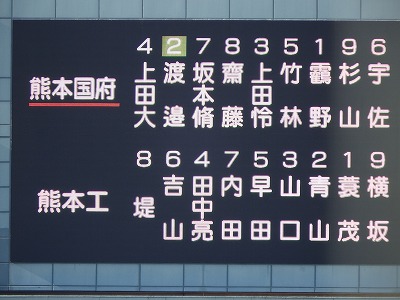 4 2 7 8 3 5 1 9 6
熊本国府 上田大 渡邉 坂本脩 齋藤 上田怜 竹林 靏野 杉山 宇佐
8 6 4 7 5 3 2 1 9
熊本工 堤 吉山 田中亮 内田 早田 山口 青山 蓑茂 横坂